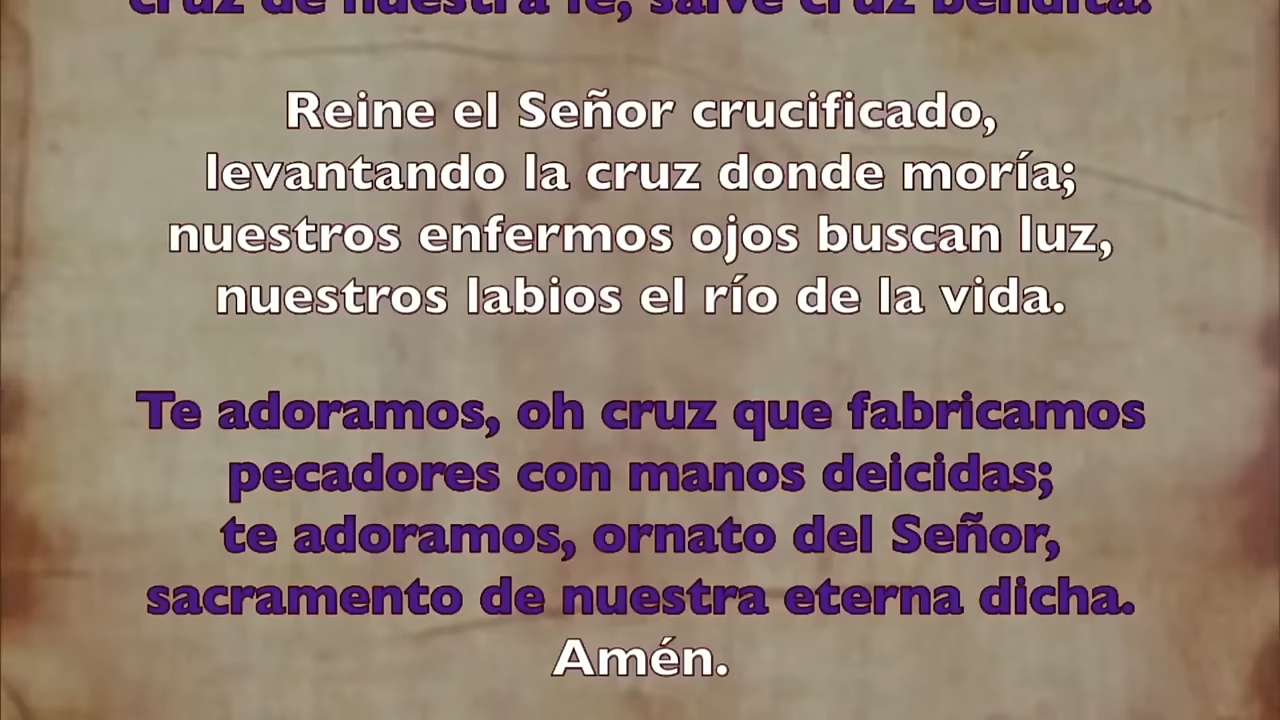 cruz de nuestra fe, salve cruz bendita.
Reine el Señor crucificado,
levantando la cruz donde moría;
nuestros enfermos ojos buscan luz,
nuestros labios el río de la vida.
Te adoramos, oh cruz que fabricamos
pecadores con manos deicidas;
te adoramos, ornato del Señor,
sacramento de nuestra eterna dicha.
Amén.